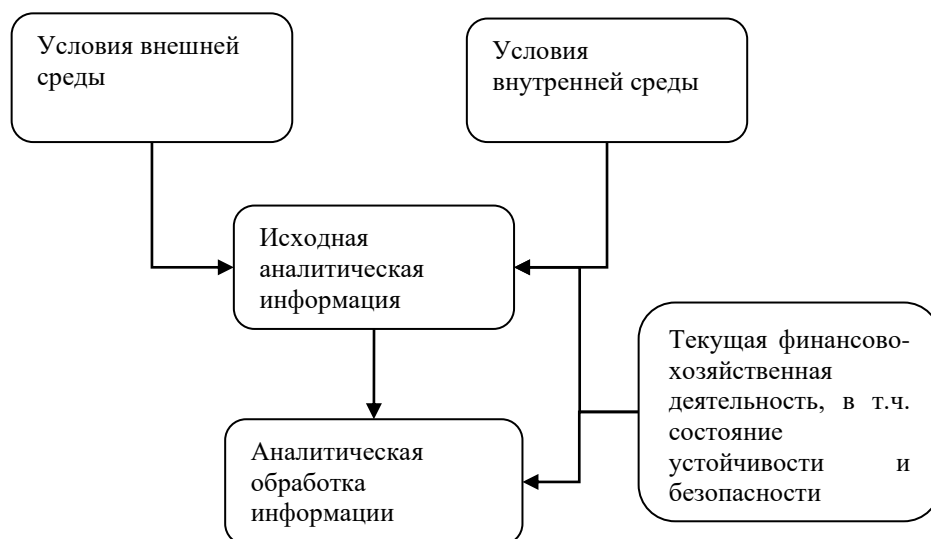 Условия внешней
среды
Условия
внутренней среды
Исходная
аналитическая
информация
Текущая финансово-
хозяйственная
деятельность, в т.ч.
состояние
устойчивости и
безопасности
Аналитическая
обработка
информации